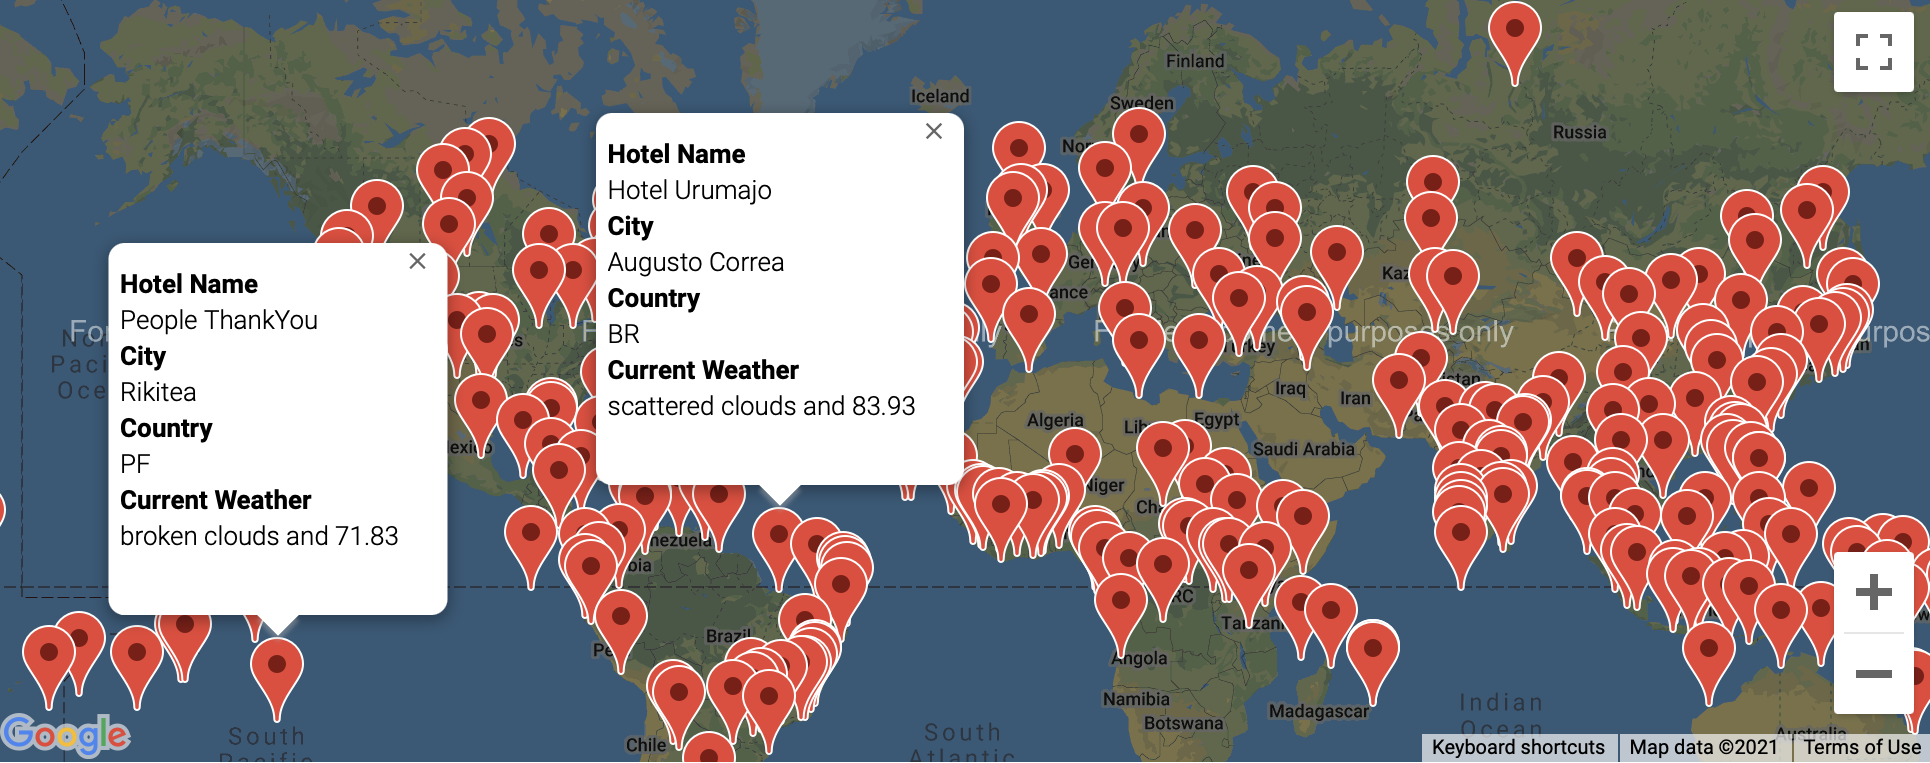 Finland
Iceland
Sweden
Russia
Hotel Name
Hotel Urumajo
City
Augusto Correa
Country
BR
Current Weather
scattered clouds and 83.93
Hotel Name
People ThankYou
City
Rikitea
Country
PF
Current Weather
broken clouds and 71.83
purposes only
Iraq
Iran
Algeria
Egypt
Saudi Arabia
Niger
Brazil
Angola
Namibia
Botswana
Madagascar
Chile
Indian
Ocean
South
South
Atlantic
Australia
Google
Keyboard shortcuts
Map data ©2021
Terms of Use